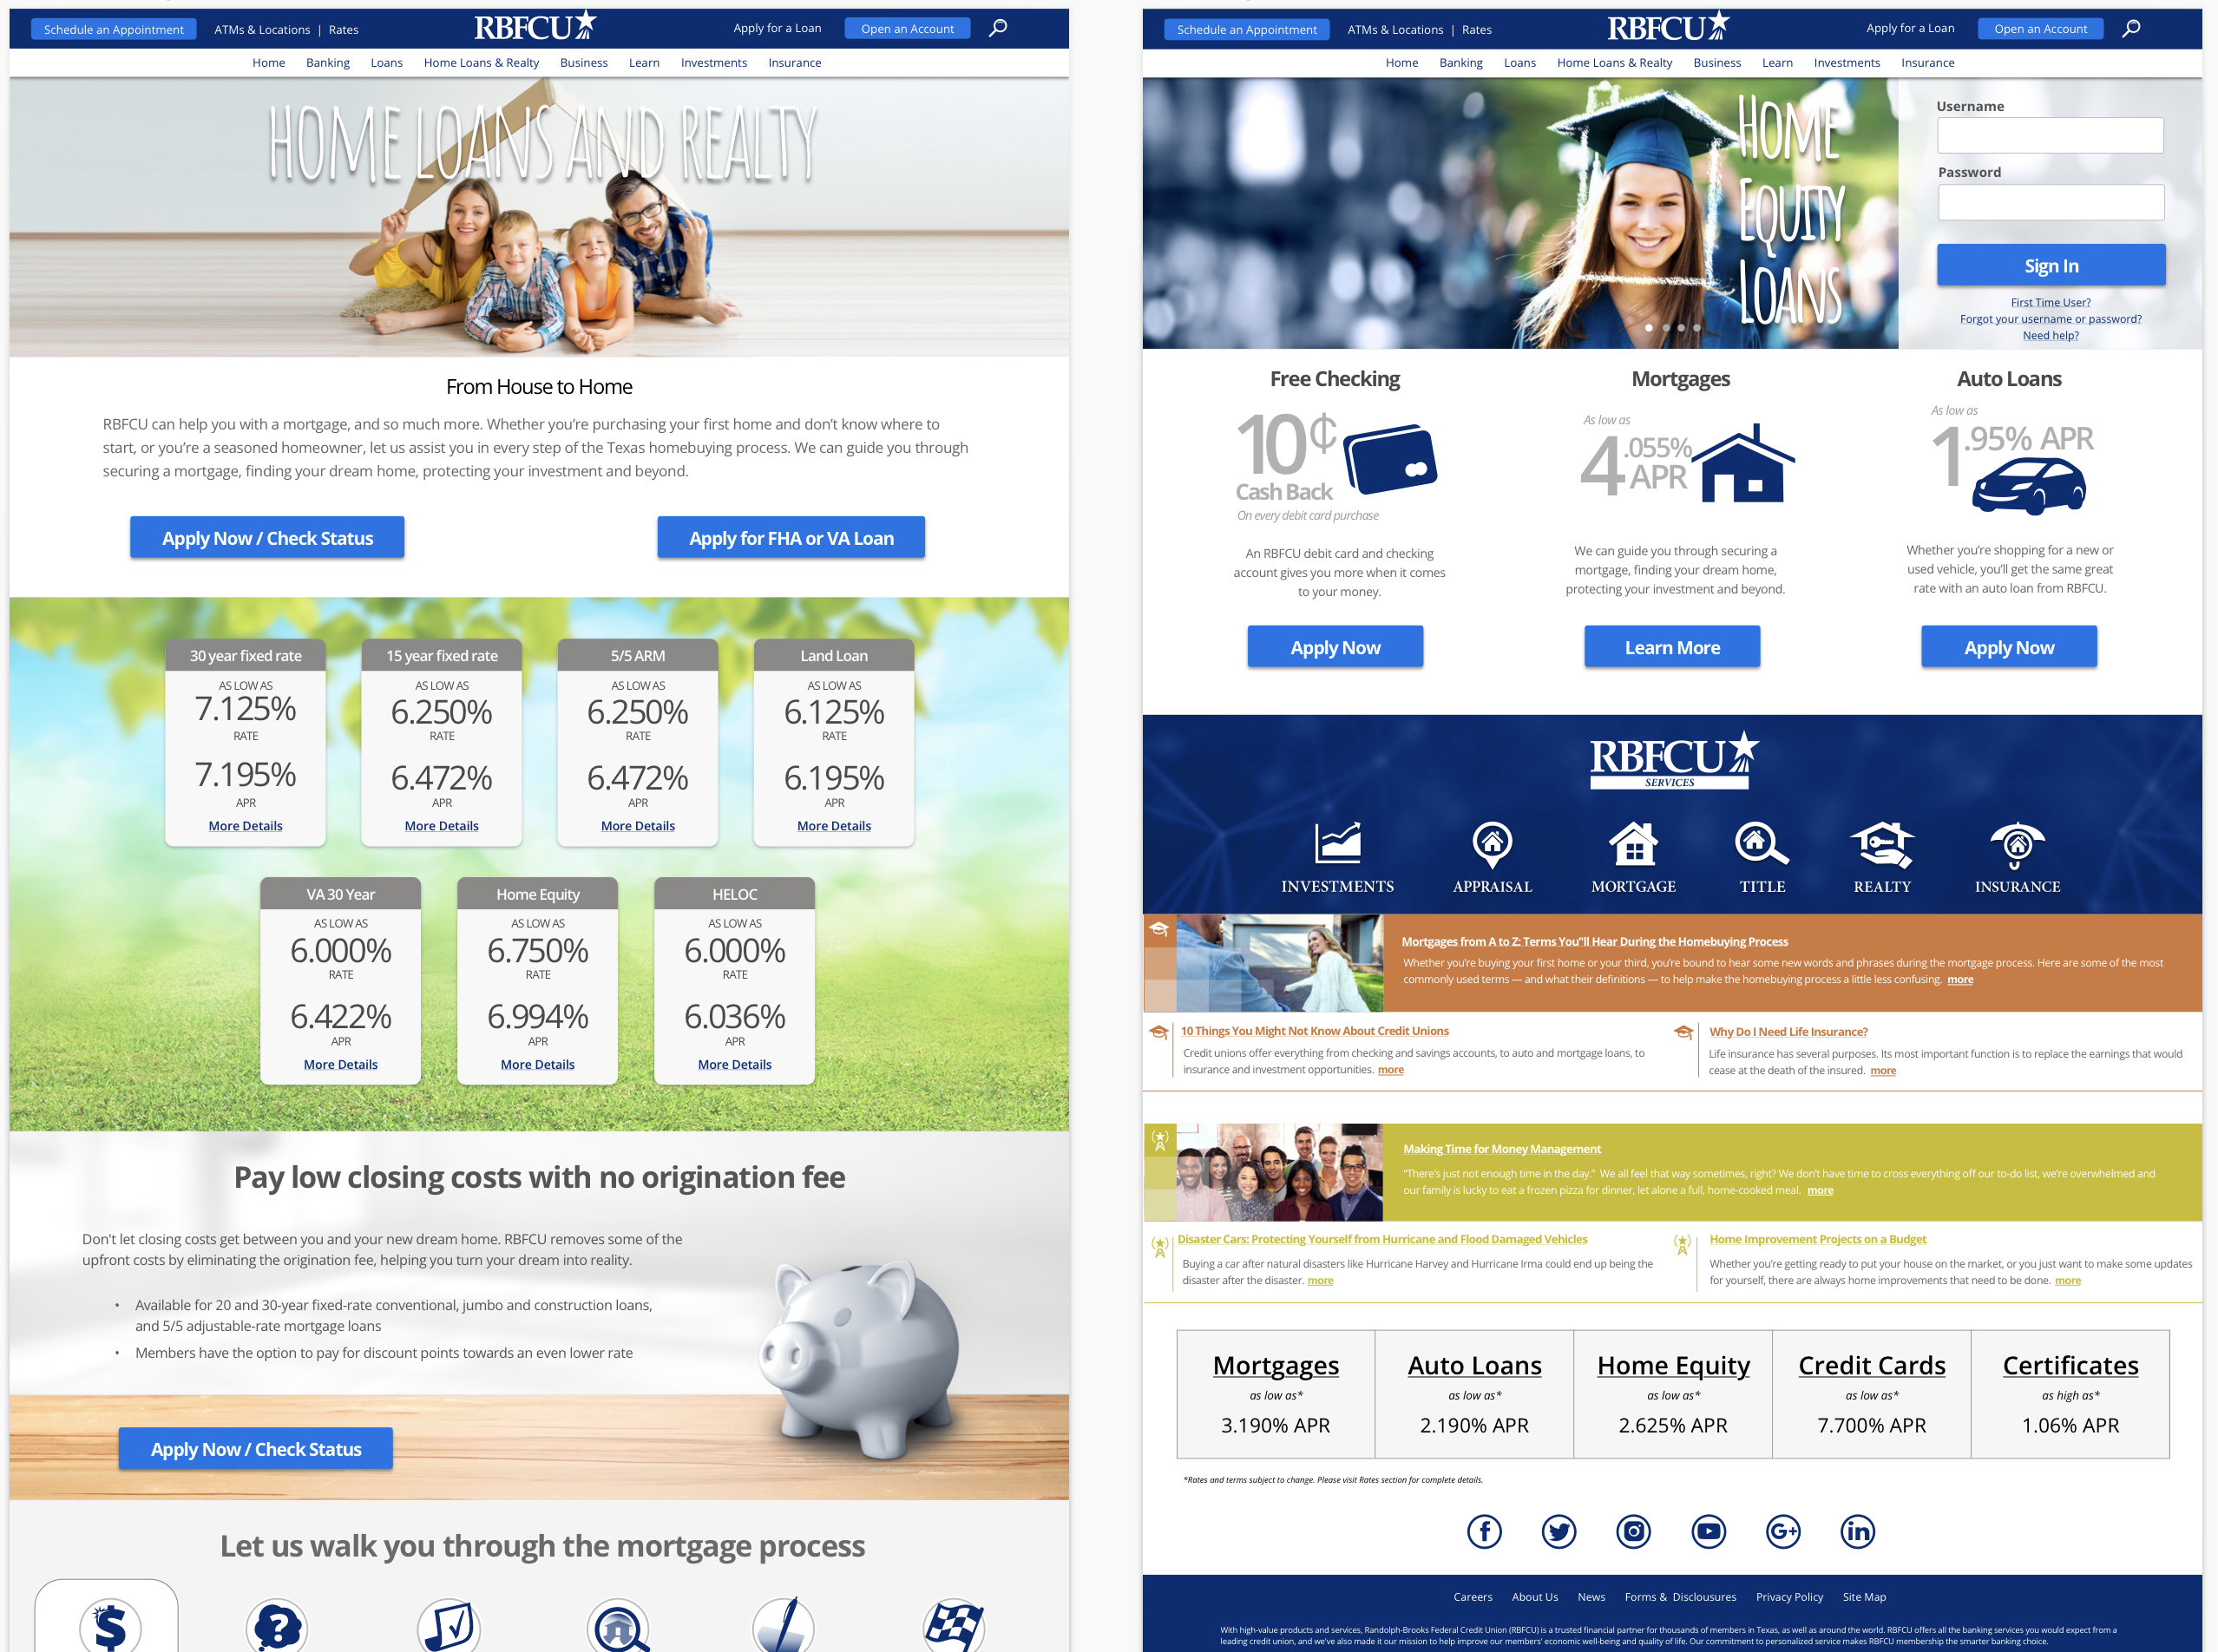 Schedule an Appointment ATMs & Locations | Rates RBFCU Apply for a Loan Open an Account
Home Banking Loans Home Loans & Realty Business Learn Investments Insurance
HOME LOANS AND REALTY
From House to Home
RBFCU can help you with a mortgage, and so much more. Whether you're purchasing your first home and don't know where to
start, or you're a seasoned homeowner, let us assist you in every step of the Texas homebuying process. We can guide you through
securing a mortgage, finding your dream home, protecting your investment and beyond.
Apply Now / Check Status Apply for FHA or VA Loan
30 year fixed rate 15 year fixed rate 5/5 ARM Land Loan
AS LOW AS AS LOW AS AS LOW AS AS LOW AS
7.125% 6.250% 6.250% 6.125%
RATE RATE RATE RATE
7.195% 6.472% 6.472% 6.195%
APR APR APR APR
More Details More Details More Details More Details
VA 30 Year Home Equity HELOC
AS LOW AS AS LOW AS AS LOW AS
6.000% 6.750% 6.000%
RATE RATE RATE
6.422% 6.994% 6.036%
APR APR APR
More Details More Details More Details
Pay low closing costs with no origination fee
Don't let closing costs get between you and your new dream home. RBFCU removes some of the
upfront costs by eliminating the origination fee, helping you turn your dream into reality.
• Available for 20 and 30-year fixed-rate conventional, jumbo and construction loans,
and 5/5 adjustable-rate mortgage loans
• Members have the option to pay for discount points towards an even lower rate
Apply Now / Check Status
Let us walk you through the mortgage process
Schedule an Appointment ATMs & Locations | Rates RBFCU Apply for a Loan Open an Account
Home Banking Loans Home Loans & Realty Business Learn Investments Insurance
HOME
EQUITY
LOANS
Username
Password
Sign In
First Time User?
Forgot your username or password?
Need help?
Free Checking Mortgages Auto Loans
10¢
Cash Back
On every debit card purchase
As low as
4.055%
APR
As low as
1.95% APR
An RBFCU debit card and checking
account gives you more when it comes
to your money.
We can guide you through securing a
mortgage, finding your dream home,
protecting your investment and beyond.
Whether you're shopping for a new or
used vehicle, you'll get the same great
rate with an auto loan from RBFCU.
Apply Now Learn More Apply Now
RBFCU
SERVICES
INVESTMENTS APPRAISAL MORTGAGE TITLE REALTY INSURANCE
Mortgages from A to Z: Terms You"ll Hear During the Homebuying Process
Whether you're buying your first home or your third, you're bound to hear some new words and phrases during the mortgage process. Here are some of the most
commonly used terms — and what their definitions — to help make the homebuying process a little less confusing. more
10 Things You Might Not Know About Credit Unions
Credit unions offer everything from checking and savings accounts, to auto and mortgage loans, to
insurance and investment opportunities. more
Why Do I Need Life Insurance?
Life insurance has several purposes. Its most important function is to replace the earnings that would
cease at the death of the insured. more
Making Time for Money Management
"There's just not enough time in the day." We all feel that way sometimes, right? We don't have time to cross everything off our to-do list, we're overwhelmed and
our family is lucky to eat a frozen pizza for dinner, let alone a full, home-cooked meal. more
Disaster Cars: Protecting Yourself from Hurricane and Flood Damaged Vehicles
Buying a car after natural disasters like Hurricane Harvey and Hurricane Irma could end up being the
disaster after the disaster. more
Home Improvement Projects on a Budget
Whether you're getting ready to put your house on the market, or you just want to make some updates
for yourself, there are always home improvements that need to be done. more
Mortgages Auto Loans Home Equity Credit Cards Certificates
as low as* as low as* as low as* as low as* as high as*
3.190% APR 2.190% APR 2.625% APR 7.700% APR 1.06% APR
*Rates and terms subject to change. Please visit Rates section for complete details.
Careers About Us News Forms & Disclousures Privacy Policy Site Map
With high-value products and services, Randolph-Brooks Federal Credit Union (RBFCU) is a trusted financial partner for thousands of members in Texas, as well as around the world. RBFCU offers all the banking services you would expect from a
leading credit union, and we've also made it our mission to help improve our members' economic well-being and quality of life. Our commitment to personalized service makes RBFCU membership the smarter banking choice.